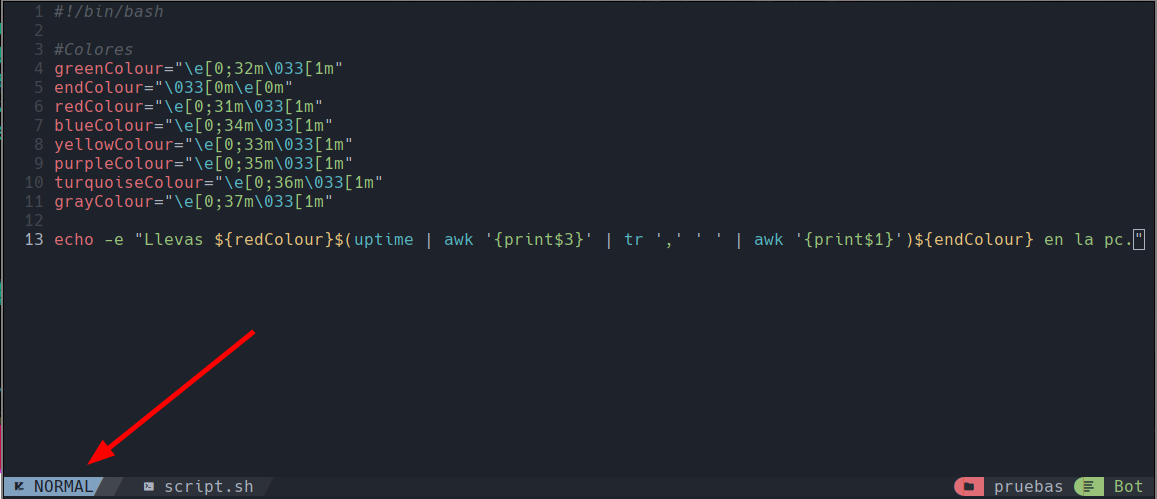 1 #!/bin/bash
2
3 #Colores
4 greenColour="\e[0;32m\033[1m"
5 endColour="\033[0m\e[0m"
6 redColour="\e[0;31m\033[1m"
7 blueColour="\e[0;34m\033[1m"
8 yellowColour="\e[0;33m\033[1m"
9 purpleColour="\e[0;35m\033[1m"
10 turquoiseColour="\e[0;36m\033[1m"
11 grayColour="\e[0;37m\033[1m"
12
13 echo -e "Llevas ${redColour}$(uptime | awk '{print$3}' | tr ',' ' ' | awk '{print$1}')${endColour} en la pc."
NORMAL script.sh pruebas Bot